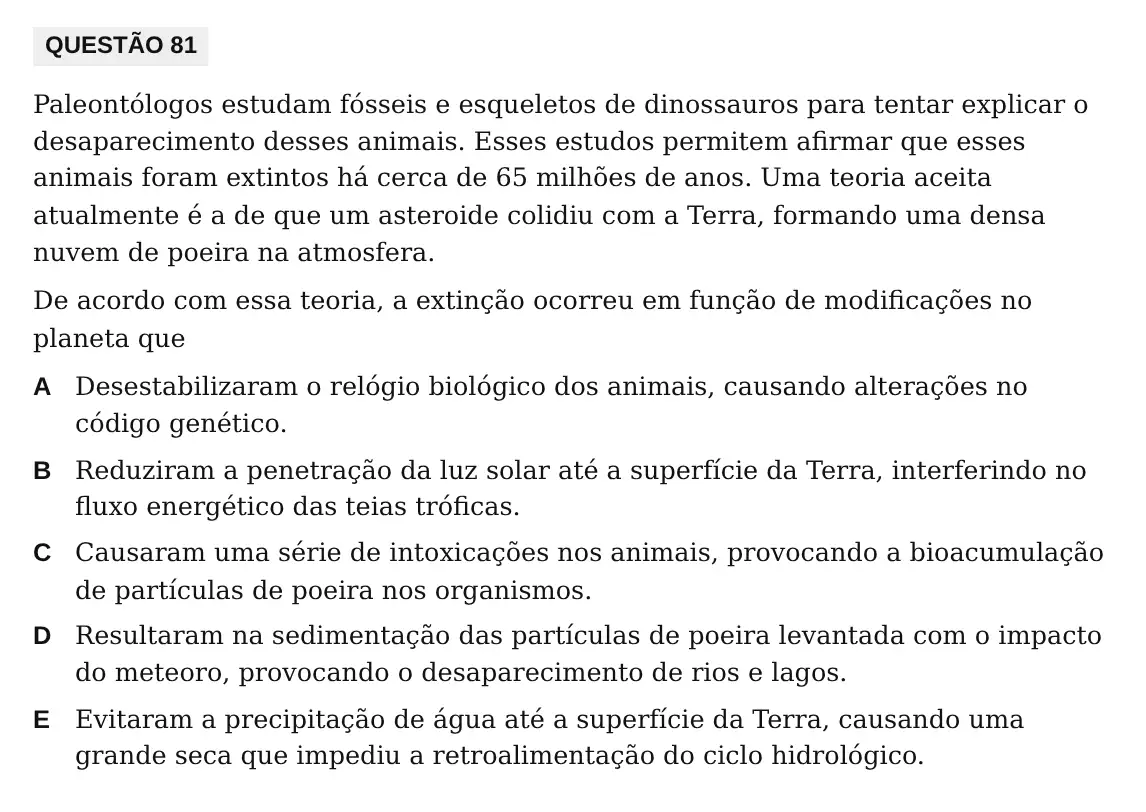 QUESTÃO 81
Paleontólogos estudam fósseis e esqueletos de dinossauros para tentar explicar o
desaparecimento desses animais. Esses estudos permitem afirmar que esses
animais foram extintos há cerca de 65 milhões de anos. Uma teoria aceita
atualmente é a de que um asteroide colidiu com a Terra, formando uma densa
nuvem de poeira na atmosfera.
De acordo com essa teoria, a extinção ocorreu em função de modificações no
planeta que
A Desestabilizaram o relógio biológico dos animais, causando alterações no
código genético.
B Reduziram a penetração da luz solar até a superfície da Terra, interferindo no
fluxo energético das teias tróficas.
C Causaram uma série de intoxicações nos animais, provocando a bioacumulação
de partículas de poeira nos organismos.
D Resultaram na sedimentação das partículas de poeira levantada com o impacto
do meteoro, provocando o desaparecimento de rios e lagos.
E Evitaram a precipitação de água até a superfície da Terra, causando uma
grande seca que impediu a retroalimentação do ciclo hidrológico.